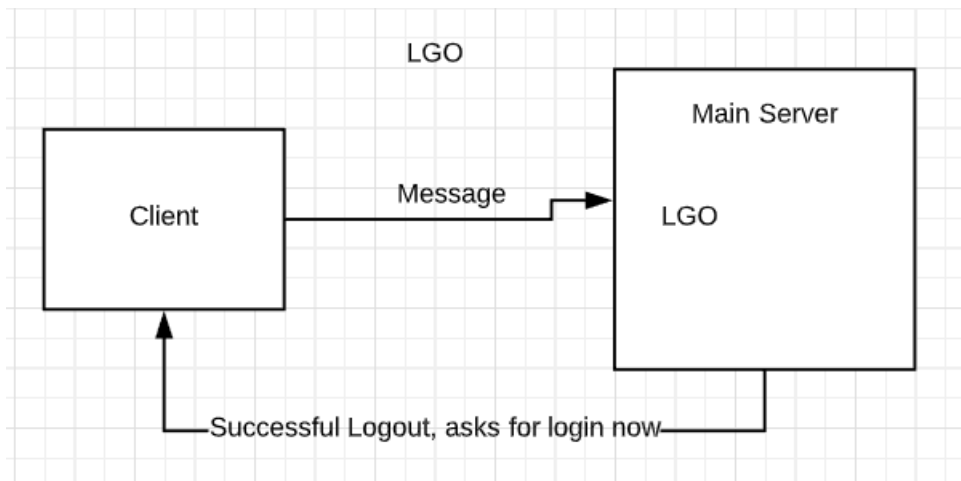 LGO
Main Server
Message
Client
LGO
Successful Logout, asks for login now